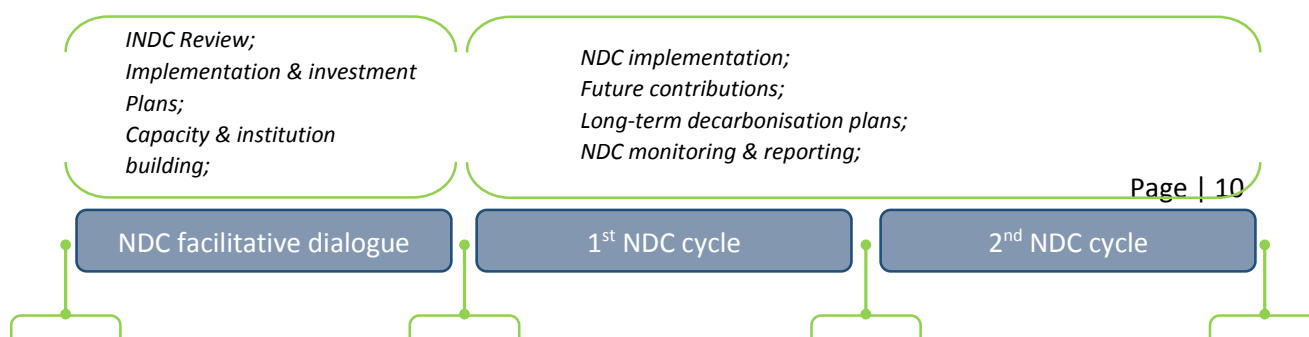 INDC Review;
Implementation & investment
Plans;
Capacity & institution
building;
NDC implementation;
Future contributions;
Long-term decarbonisation plans;
NDC monitoring & reporting;
Page | 10
NDC facilitative dialogue
1st NDC cycle
2nd NDC cycle